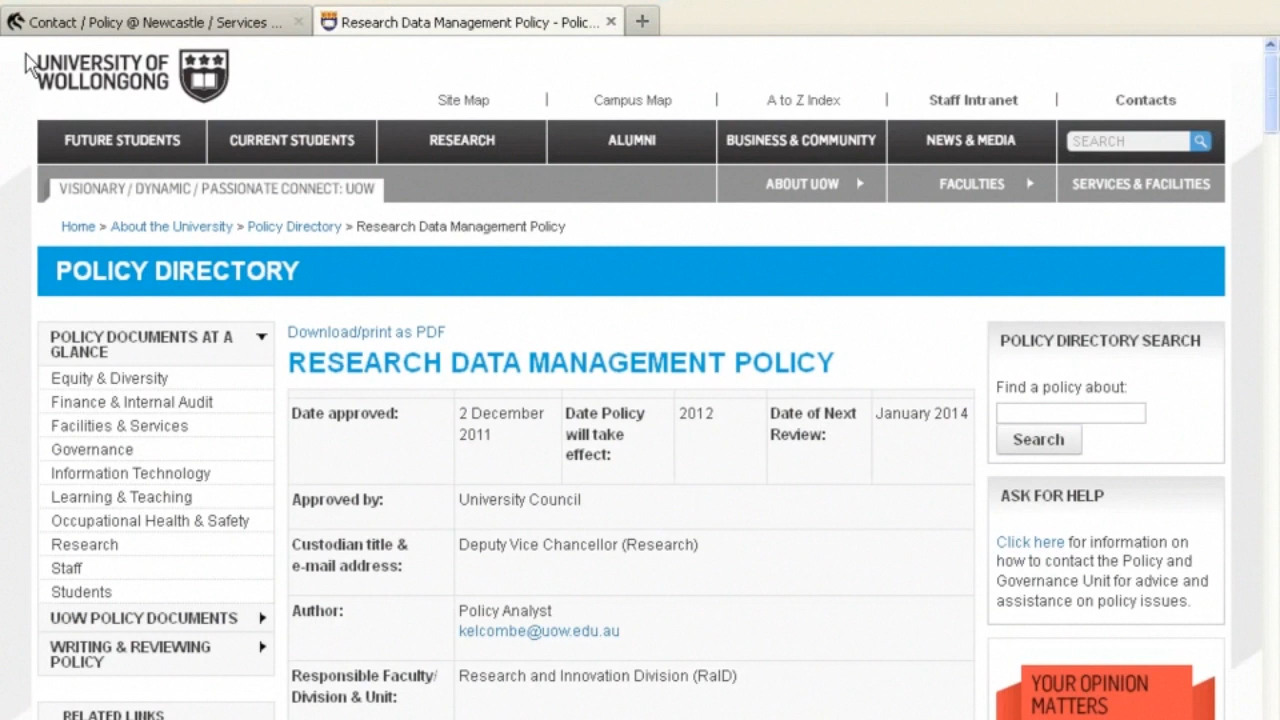 Contact / Policy @ Newcastle / Services ...
Research Data Management Policy - Polic...
UNIVERSITY OF
WOLLONGONG
Site Map
Campus Map
A to Z Index
Staff Intranet
Contacts
FUTURE STUDENTS
CURRENT STUDENTS
RESEARCH
ALUMNI
BUSINESS & COMMUNITY
NEWS & MEDIA
SEARCH
VISIONARY / DYNAMIC / PASSIONATE CONNECT: UOW
ABOUT UOW
FACULTIES
SERVICES & FACILITIES
Home > About the University > Policy Directory > Research Data Management Policy
POLICY DIRECTORY
POLICY DOCUMENTS AT A
GLANCE
Equity & Diversity
Finance & Internal Audit
Facilities & Services
Governance
Information Technology
Learning & Teaching
Occupational Health & Safety
Research
Staff
Students
UOW POLICY DOCUMENTS
WRITING & REVIEWING
POLICY
RELATED LINKS
Download/print as PDF
RESEARCH DATA MANAGEMENT POLICY
Date approved:
2 December
2011
Date Policy
will take
effect:
2012
Date of Next
Review:
January 2014
Approved by:
University Council
Custodian title &
e-mail address:
Deputy Vice Chancellor (Research)
Author:
Policy Analyst
kelcombe@uow.edu.au
Responsible Faculty/
Division & Unit:
Research and Innovation Division (RaID)
POLICY DIRECTORY SEARCH
Find a policy about:
Search
ASK FOR HELP
Click here for information on
how to contact the Policy and
Governance Unit for advice and
assistance on policy issues.
YOUR OPINION
MATTERS